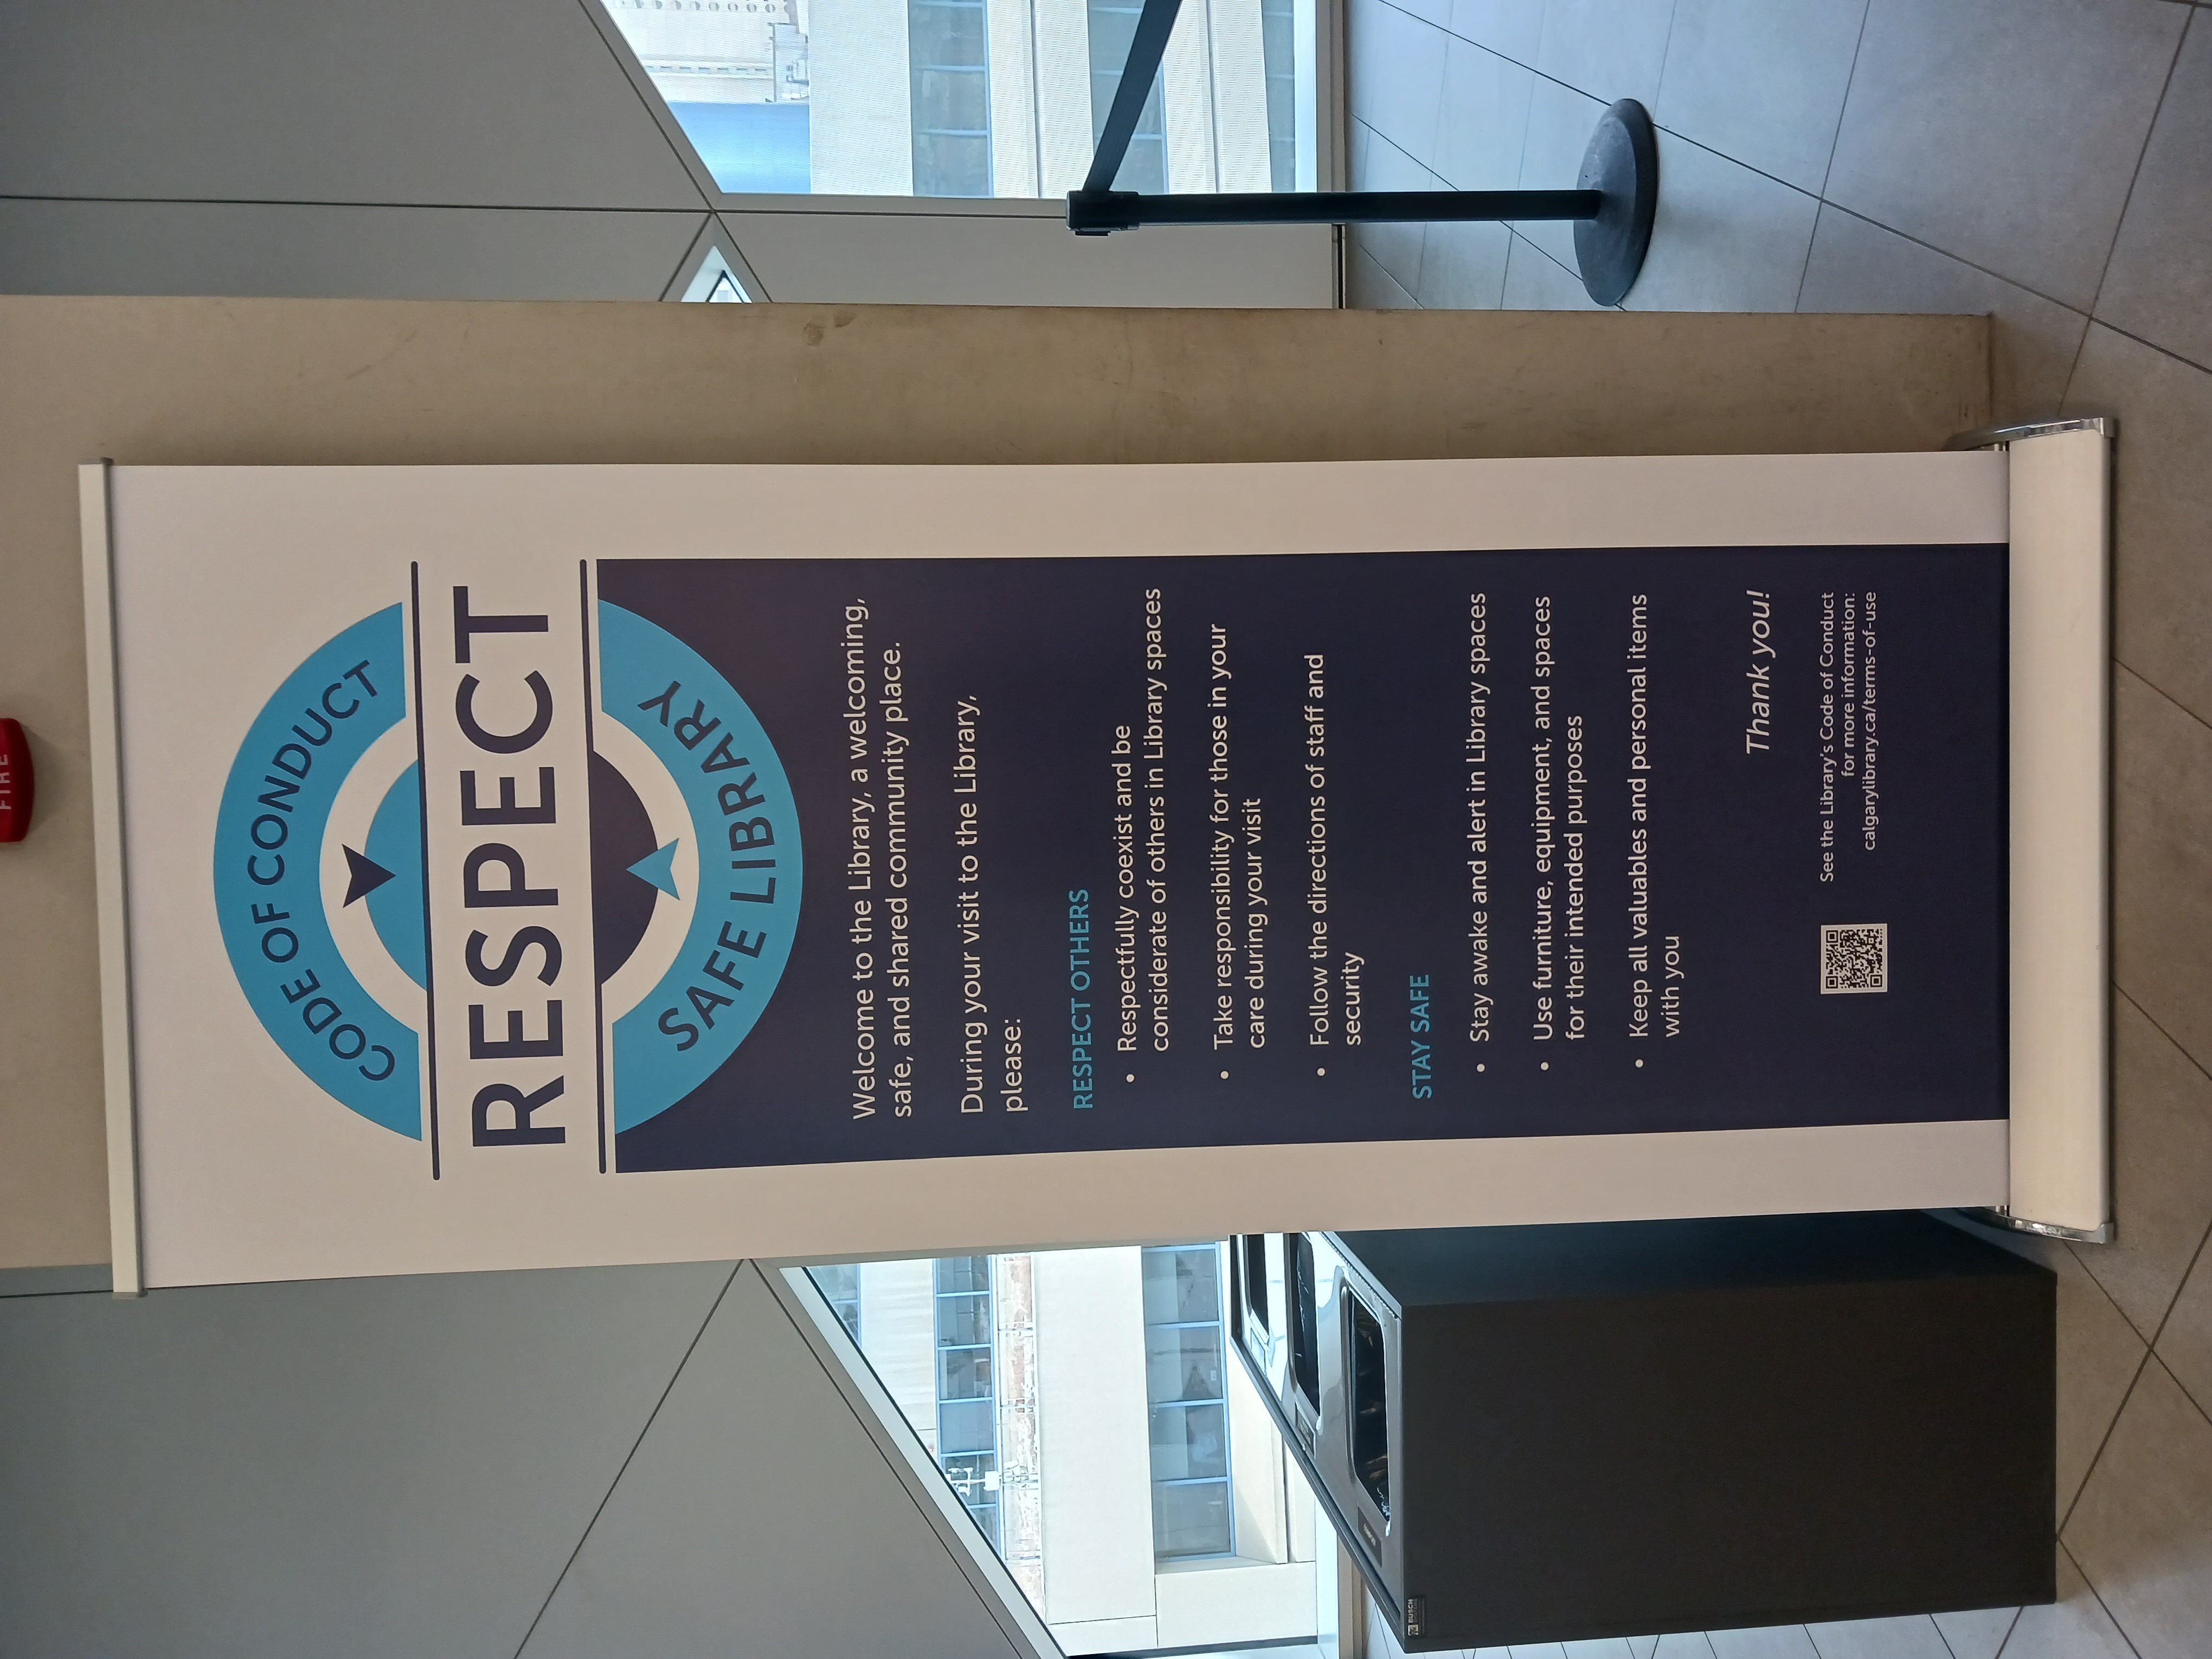 FIRE
CODE OF CONDUCT
RESPECT
SAFE LIBRARY
Welcome to the Library, a welcoming,
safe, and shared community place.
During your visit to the Library,
please:
RESPECT OTHERS
• Respectfully coexist and be
considerate of others in Library spaces
• Take responsibility for those in your
care during your visit
• Follow the directions of staff and
security
STAY SAFE
• Stay awake and alert in Library spaces
• Use furniture, equipment, and spaces
for their intended purposes
• Keep all valuables and personal items
with you
Thank you!
See the Library's Code of Conduct
for more information:
calgarylibrary.ca/terms-of-use
BUSCH